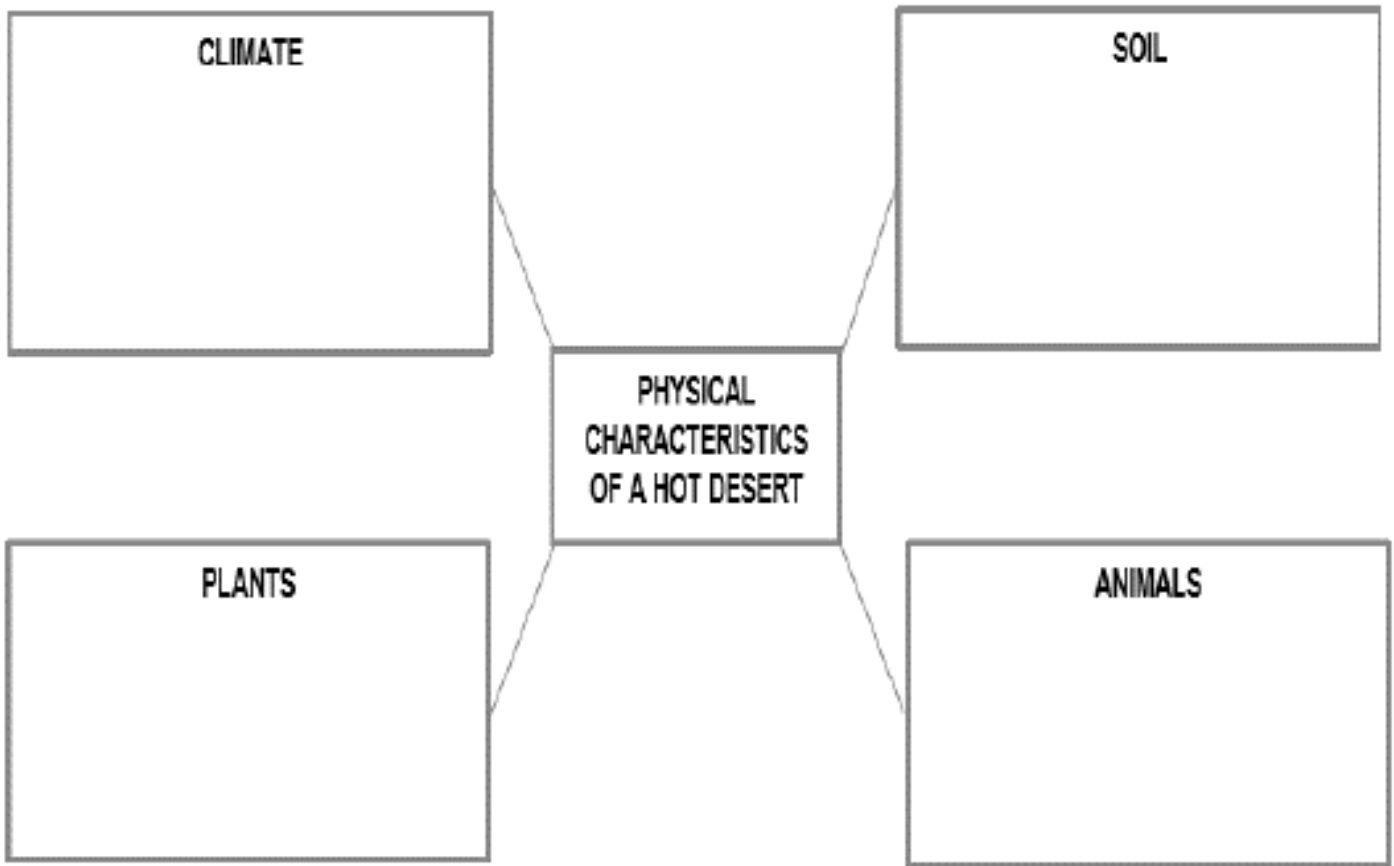 CLIMATE
SOIL
PHYSICAL
CHARACTERISTICS
OF A HOT DESERT
PLANTS
ANIMALS